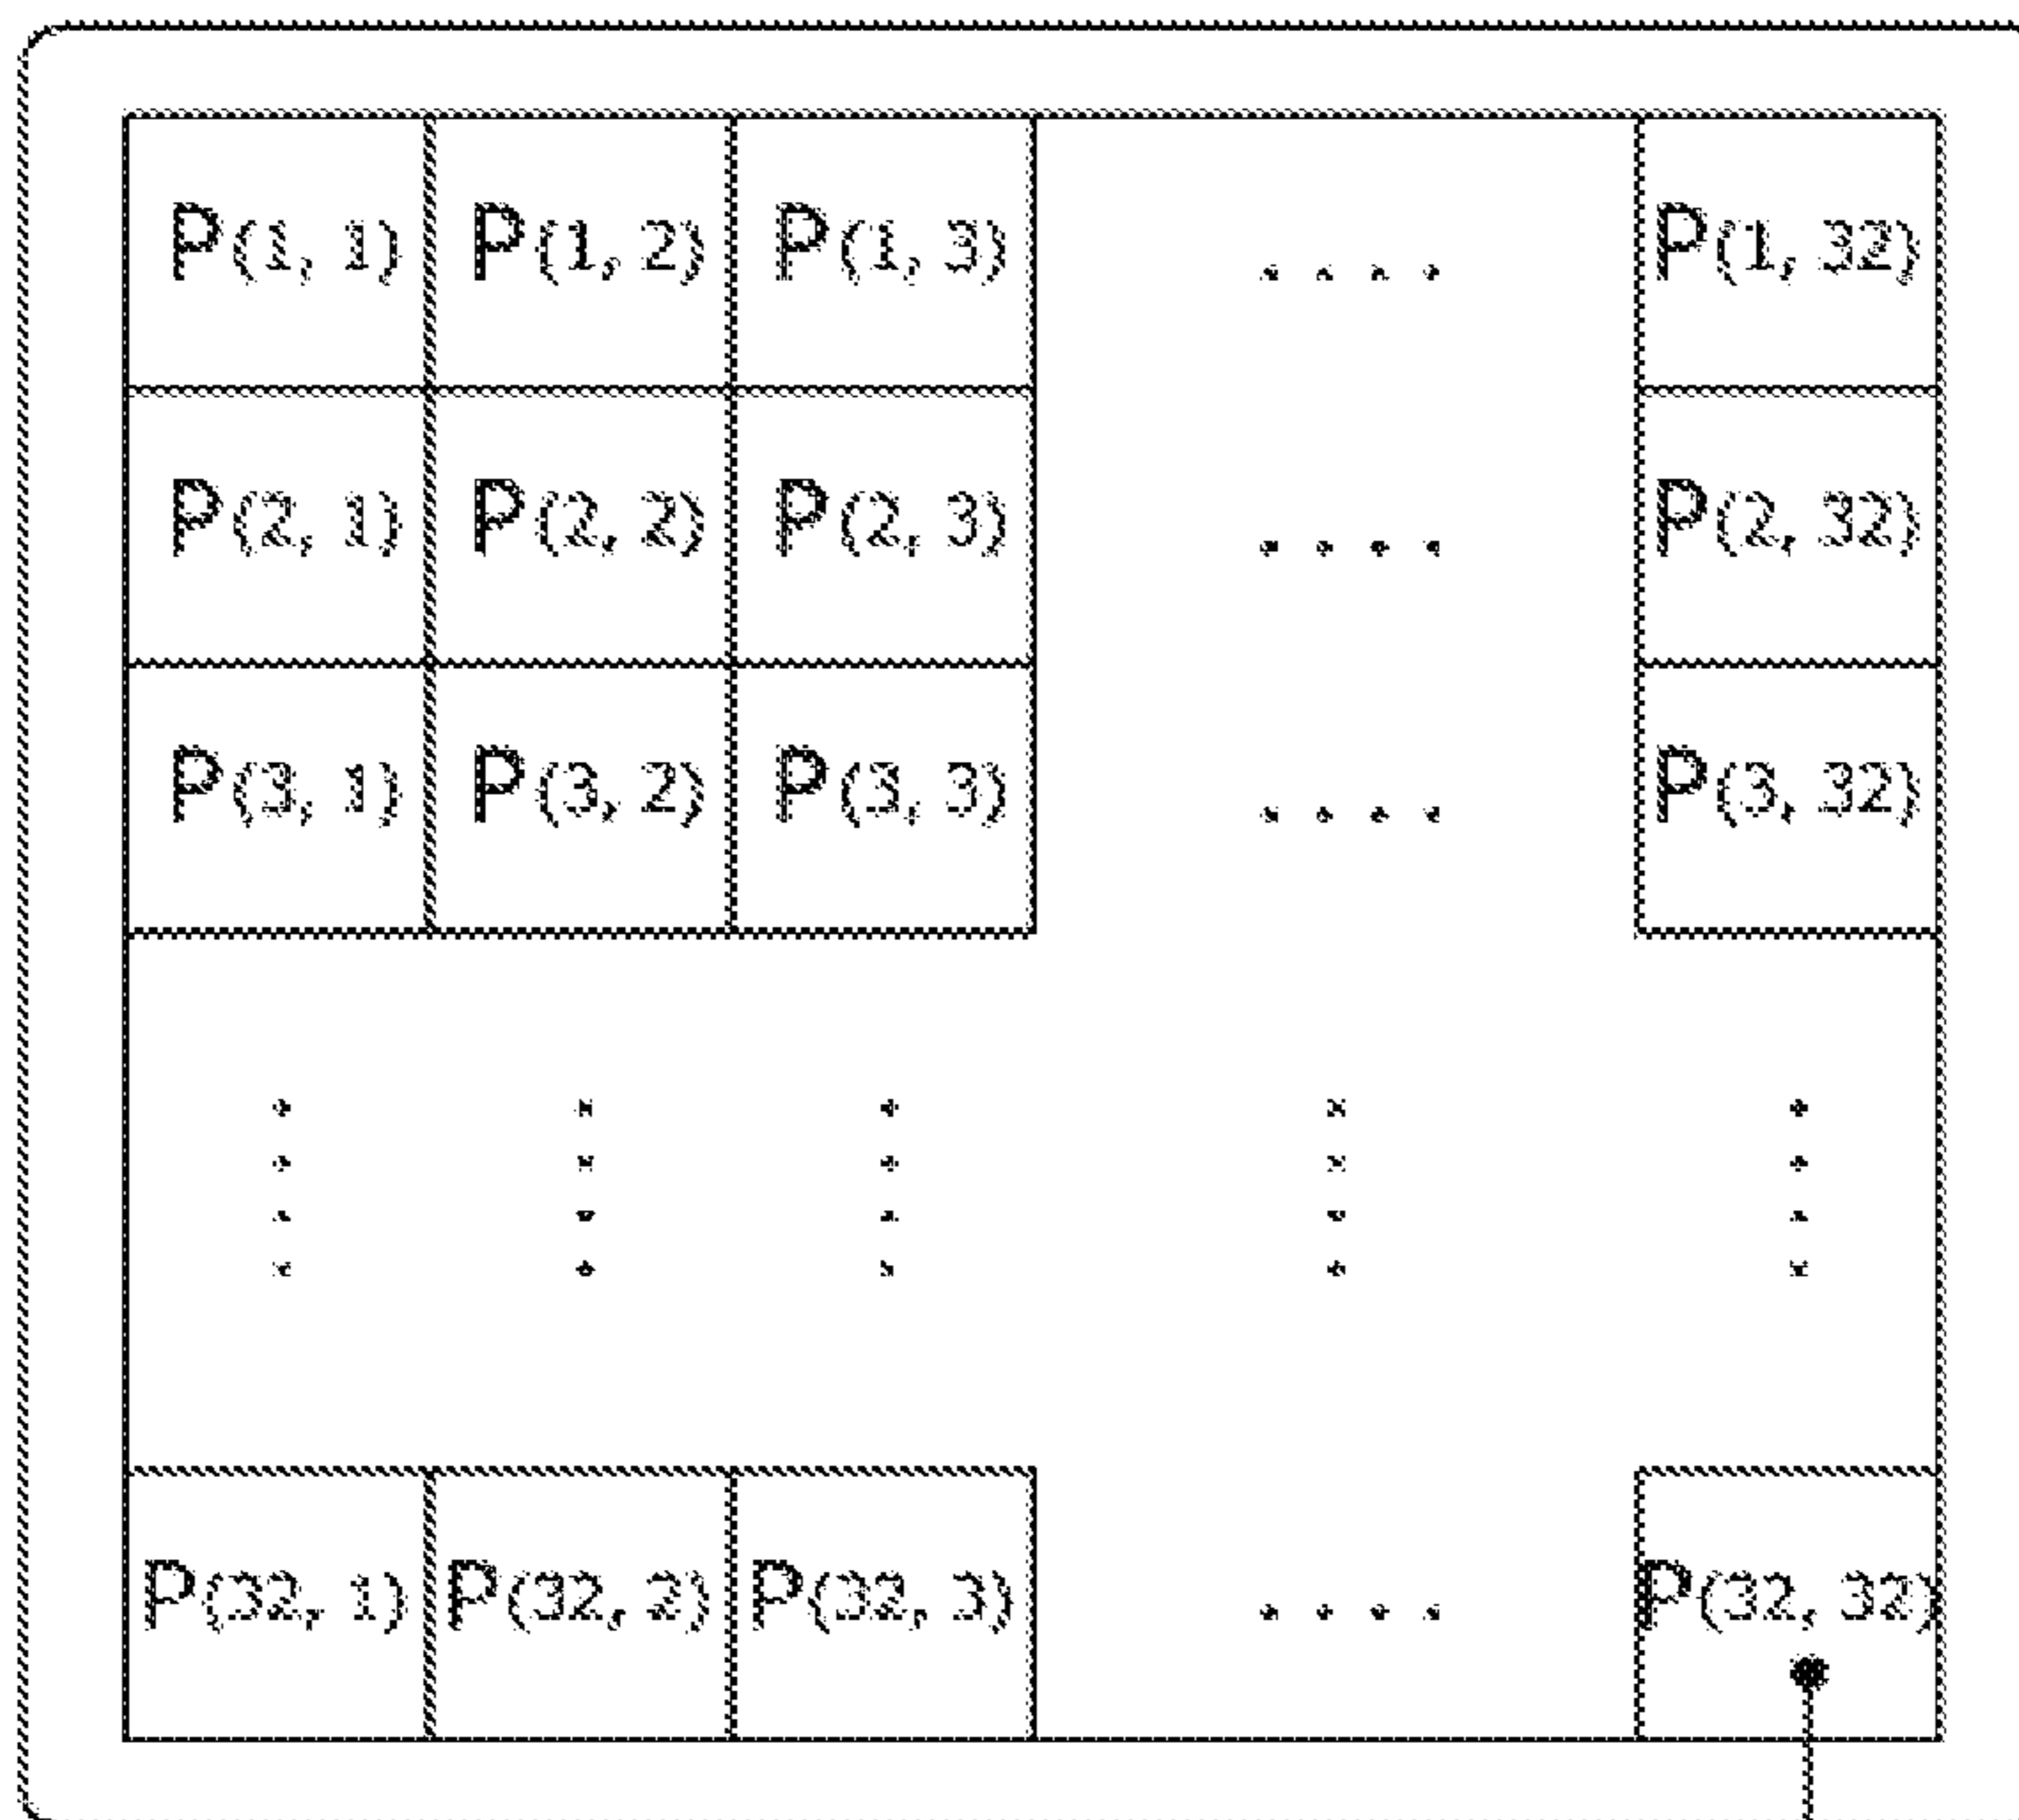 P(1, 1) P(1, 2) P(1, 3) . . . . P(1, 32)
P(2, 1) P(2, 2) P(2, 3) . . . . P(2, 32)
P(3, 1) P(3, 2) P(3, 3) . . . . P(3, 32)
P(32, 1) P(32, 2) P(32, 3) . . . . P(32, 32)